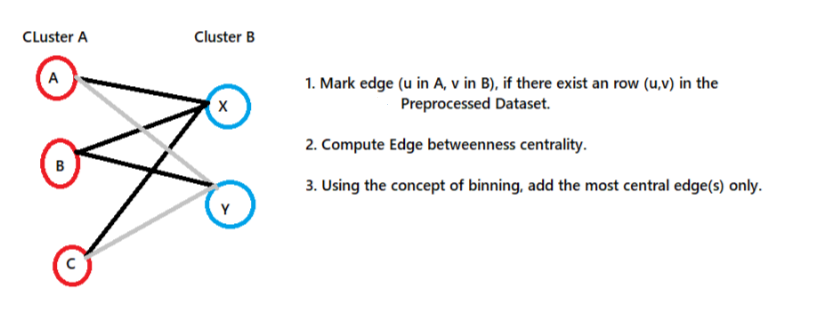 CLuster A
Cluster B
A
X
B
Y
C
1. Mark edge (u in A, v in B), if there exist an row (u,v) in the
Preprocessed Dataset.
2. Compute Edge betweenness centrality.
3. Using the concept of binning, add the most central edge(s) only.